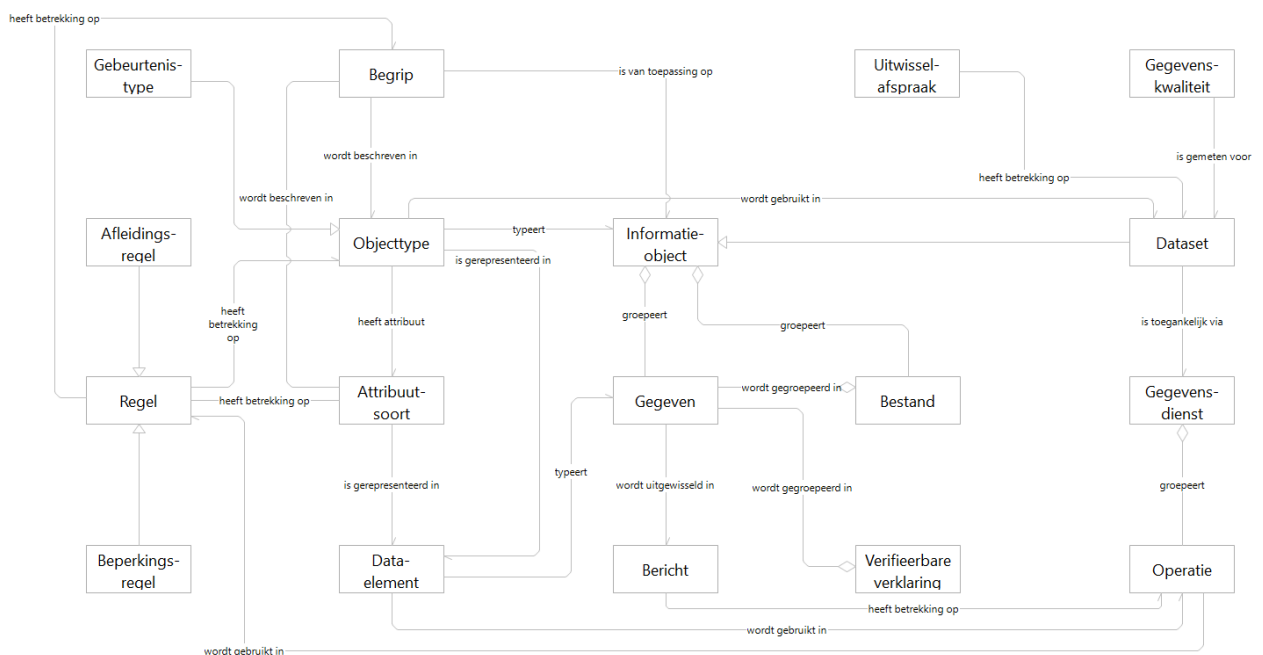 heeft betrekking op
Gebeurtenis-
type
Begrip
is van toepassing op
Uitwissel-
afspraak
Gegevens-
kwaliteit
wordt beschreven in
is gemeten voor
heeft betrekking op
wordt beschreven in
wordt gebruikt in
Afleidings-
regel
Objecttype
typeert
Informatie-
object
Dataset
is gerepresenteerd in
heeft
betrekking
op
heeft attribuut
groepeert
groepeert
is toegankelijk via
Regel
heeft betrekking op
Attribuut-
soort
Gegeven
wordt gegroepeerd in
Bestand
Gegevens-
dienst
typeert
is gerepresenteerd in
wordt uitgewisseld in
wordt gegroepeerd in
groepeert
Beperkings-
regel
Data-
element
Bericht
Verifieerbare
verklaring
Operatie
heeft betrekking op
wordt gebruikt in
wordt gebruikt in